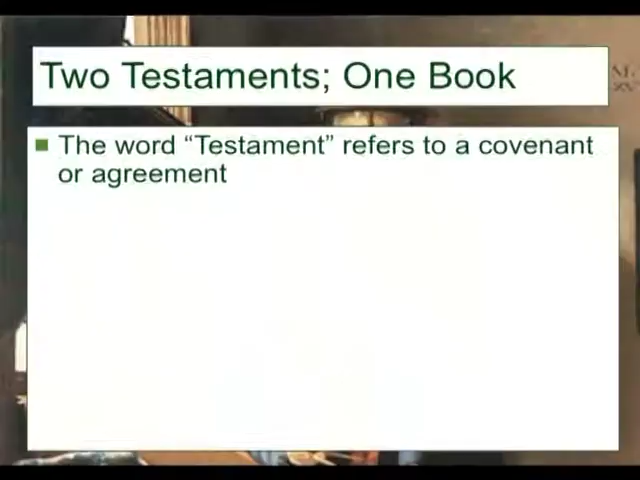 Two Testaments; One Book
The word “Testament” refers to a covenant
or agreement